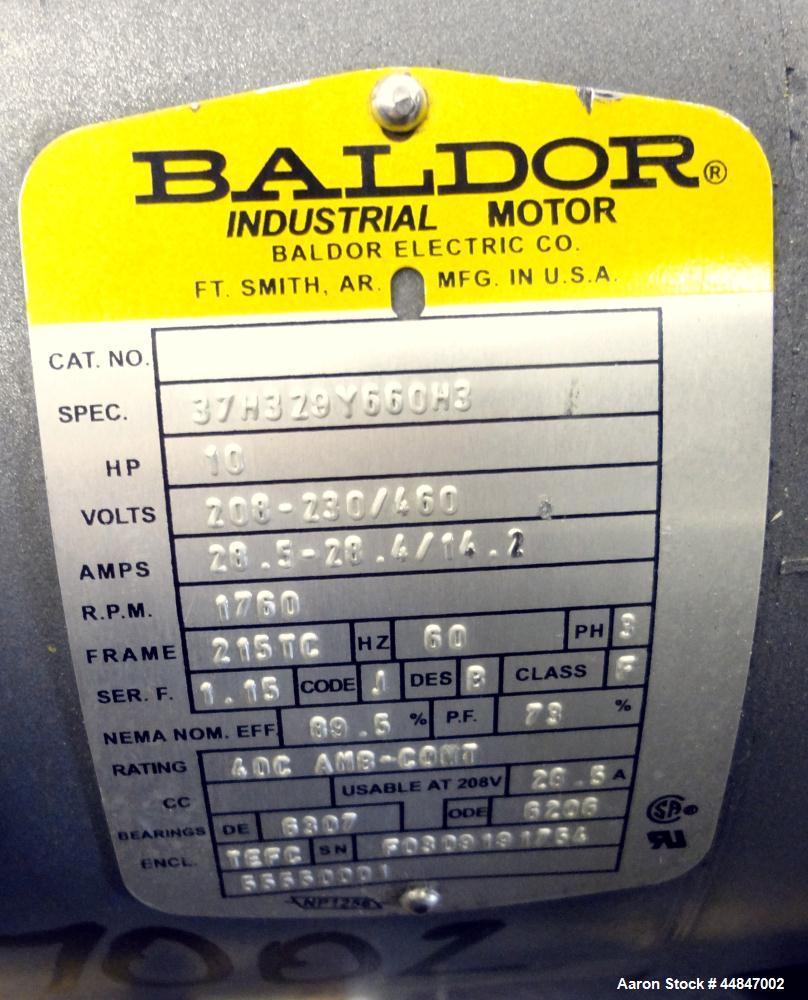 BALDOR®
INDUSTRIAL MOTOR
BALDOR ELECTRIC CO.
FT. SMITH, AR. MFG. IN U.S.A.
CAT. NO.
SPEC. 37H329Y660H3
HP 10
VOLTS 208-230/460
AMPS 28.5-28.4/14.2
R.P.M. 1760
FRAME 215TC HZ 60 PH 3
SER. F. 1.15 CODE J DES B CLASS F
NEMA NOM. EFF. 89.5 % P.F. 73 %
RATING 40C AMB-CONT
CC USABLE AT 208V 28.5 A
BEARINGS DE 6307 ODE 6206
ENCL. TEFC SN F0309191754
NP1256
7002
Aaron Stock # 44847002